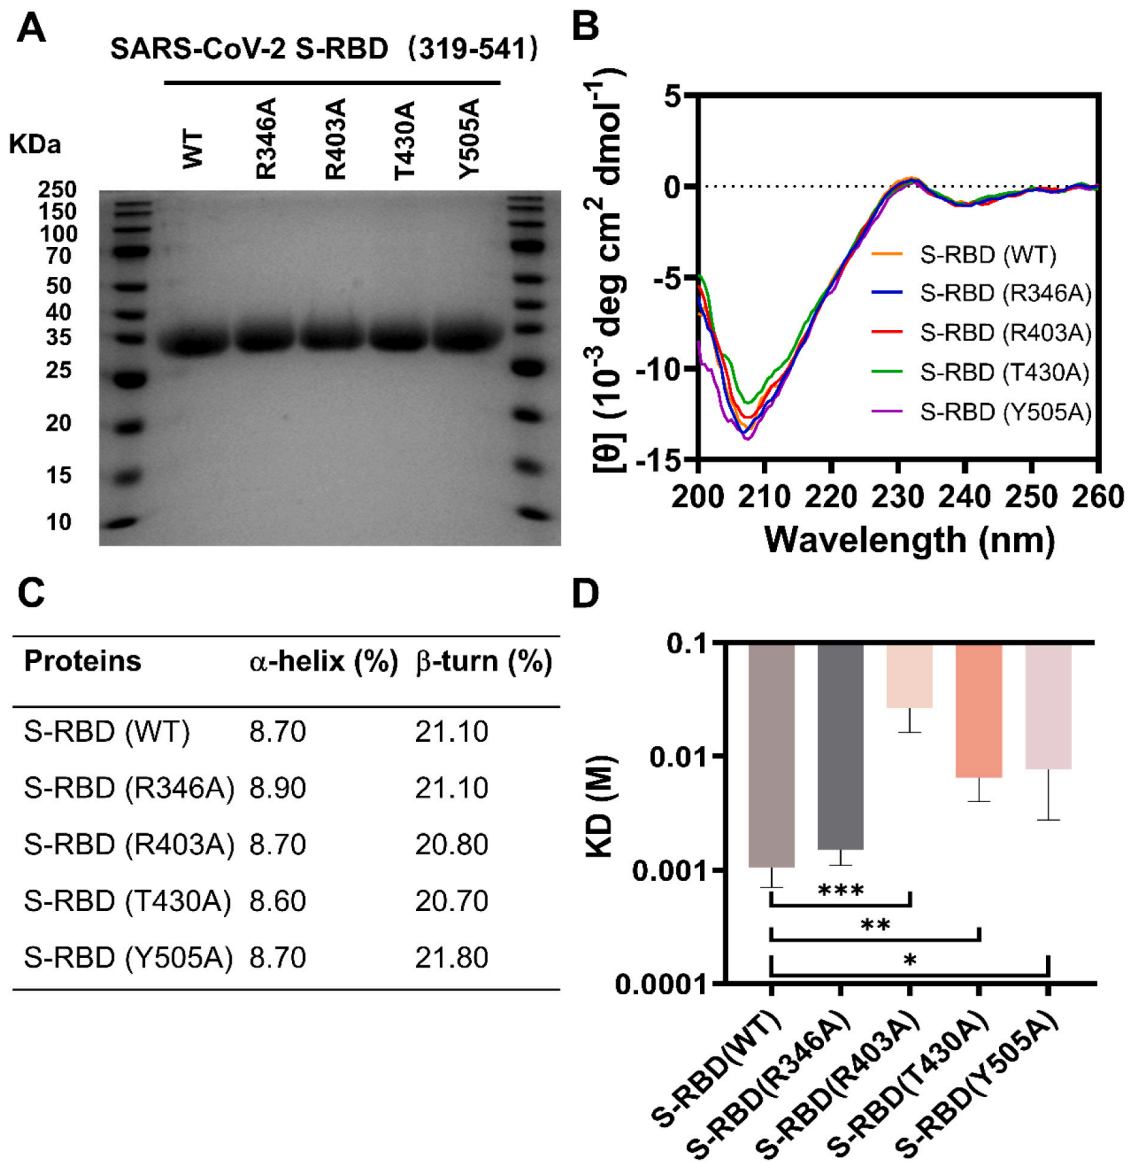 A
SARS-CoV-2 S-RBD (319-541)
KDa
WT
R346A
R403A
T430A
Y505A
250
150
100
70
50
40
35
25
20
15
10
B
[θ] (10⁻³ deg cm² dmol⁻¹)
5
0
-5
-10
-15
S-RBD (WT)
S-RBD (R346A)
S-RBD (R403A)
S-RBD (T430A)
S-RBD (Y505A)
200 210 220 230 240 250 260
Wavelength (nm)
C
Proteins α-helix (%) β-turn (%)
S-RBD (WT) 8.70 21.10
S-RBD (R346A) 8.90 21.10
S-RBD (R403A) 8.70 20.80
S-RBD (T430A) 8.60 20.70
S-RBD (Y505A) 8.70 21.80
D
KD (M)
0.1
0.01
0.001
0.0001
***
**
*
S-RBD(WT)
S-RBD(R346A)
S-RBD(R403A)
S-RBD(T430A)
S-RBD(Y505A)